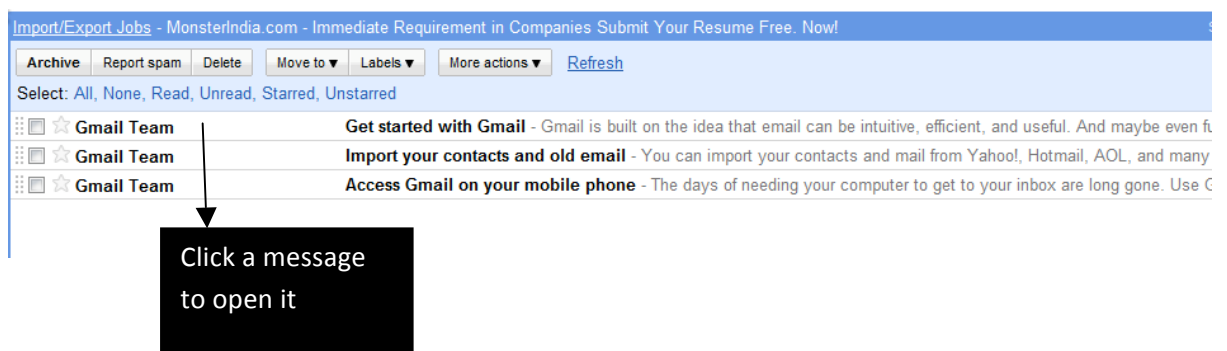 Import/Export Jobs - MonsterIndia.com - Immediate Requirement in Companies Submit Your Resume Free. Now!
Archive Report spam Delete Move to ▼ Labels ▼ More actions ▼ Refresh
Select: All, None, Read, Unread, Starred, Unstarred
Gmail Team Get started with Gmail - Gmail is built on the idea that email can be intuitive, efficient, and useful. And maybe even
Gmail Team Import your contacts and old email - You can import your contacts and mail from Yahoo!, Hotmail, AOL, and many
Gmail Team Access Gmail on your mobile phone - The days of needing your computer to get to your inbox are long gone. Use
Click a message
to open it